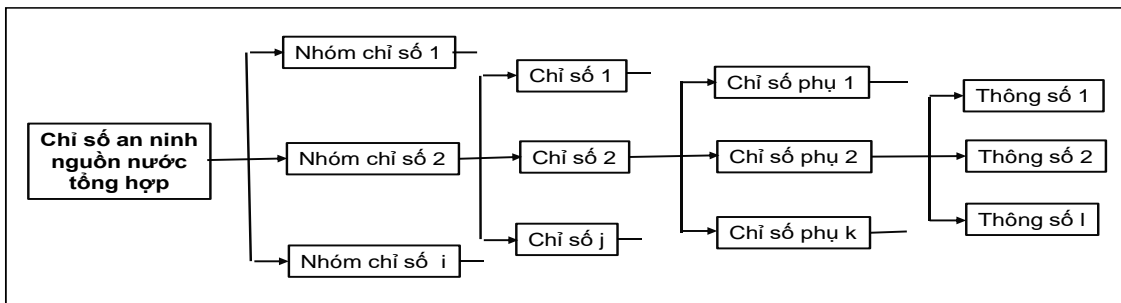 Chỉ số an ninh
nguồn nước
tổng hợp
Nhóm chỉ số 1
Nhóm chỉ số 2
Nhóm chỉ số i
Chỉ số 1
Chỉ số 2
Chỉ số j
Chỉ số phụ 1
Chỉ số phụ 2
Chỉ số phụ k
Thông số 1
Thông số 2
Thông số l